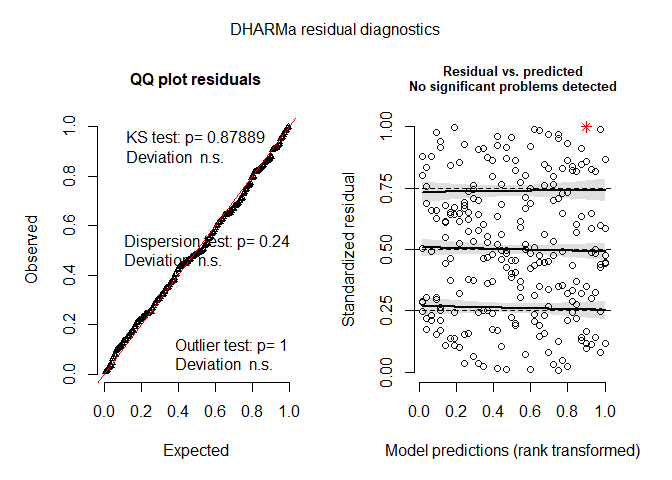 DHARMa residual diagnostics
QQ plot residuals
KS test: p= 0.87889
Deviation n.s.
Dispersion test: p= 0.24
Deviation n.s.
Outlier test: p= 1
Deviation n.s.
Observed
0.0
0.2
0.4
0.6
0.8
1.0
0.0
0.2
0.4
0.6
0.8
1.0
Expected
Residual vs. predicted
No significant problems detected
Standardized residual
0.00
0.25
0.50
0.75
1.00
0.0
0.2
0.4
0.6
0.8
1.0
Model predictions (rank transformed)